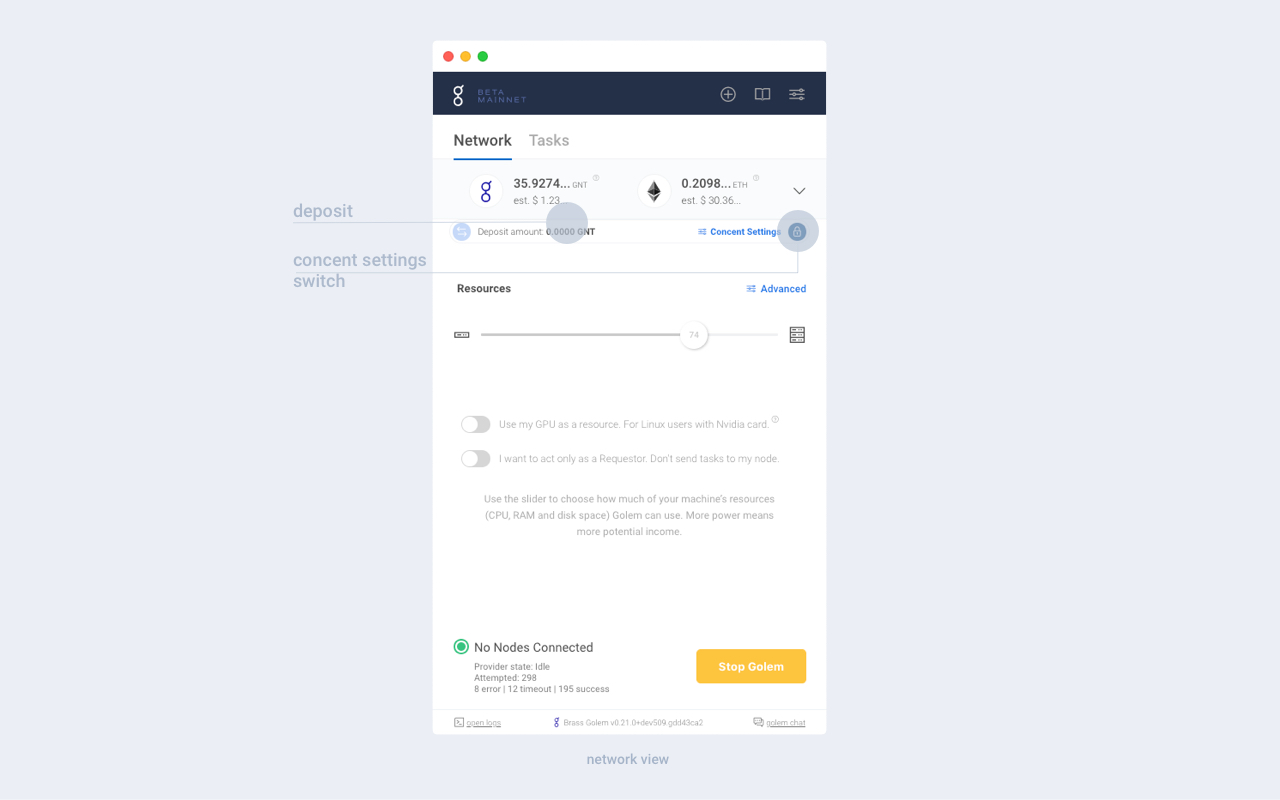 BETA
MAINNET
Network Tasks
35.9274... GNT
est. $ 1.23...
0.2098... ETH
est. $ 30.36...
deposit
Deposit amount: 0.0000 GNT
Concent Settings
concent settings
switch
Resources
Advanced
74
Use my GPU as a resource. For Linux users with Nvidia card.
I want to act only as a Requestor. Don't send tasks to my node.
Use the slider to choose how much of your machine's resources
(CPU, RAM and disk space) Golem can use. More power means
more potential income.
No Nodes Connected
Provider state: Idle
Attempted: 298
8 error | 12 timeout | 195 success
Stop Golem
open logs
Brass Golem v0.21.0+dev509.gdd43ca2
golem chat
network view